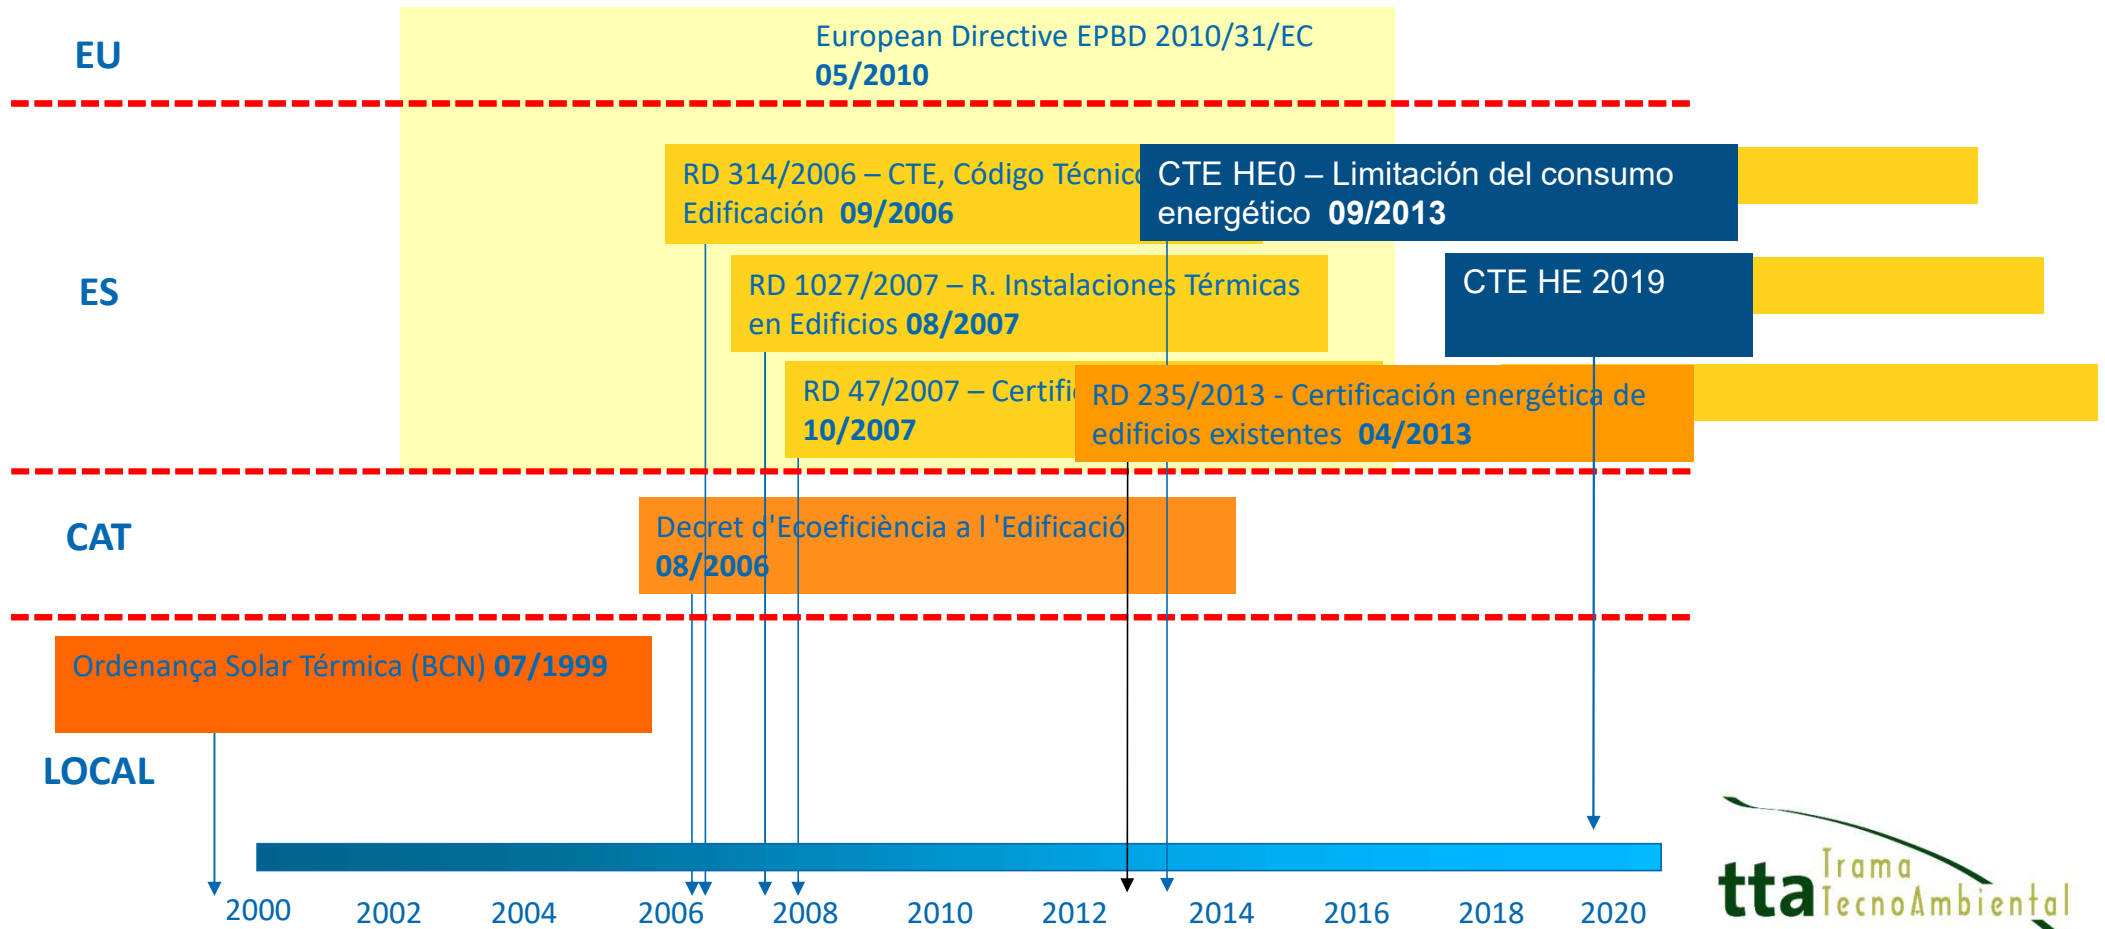 EU
European Directive EPBD 2010/31/EC
05/2010
RD 314/2006 – CTE, Código Técnico
Edificación 09/2006
CTE HE0 – Limitación del consumo
energético 09/2013
ES
RD 1027/2007 – R. Instalaciones Térmicas
en Edificios 08/2007
CTE HE 2019
RD 47/2007 –
10/2007
RD 235/2013 - Certificación energética de
edificios existentes 04/2013
CAT
Decret d'Ecoeficiència a l 'Edificació
08/2006
Ordenança Solar Térmica (BCN) 07/1999
LOCAL
2000 2002 2004 2006 2008 2010 2012 2014 2016 2018 2020
tta Trama
TecnoAmbiental